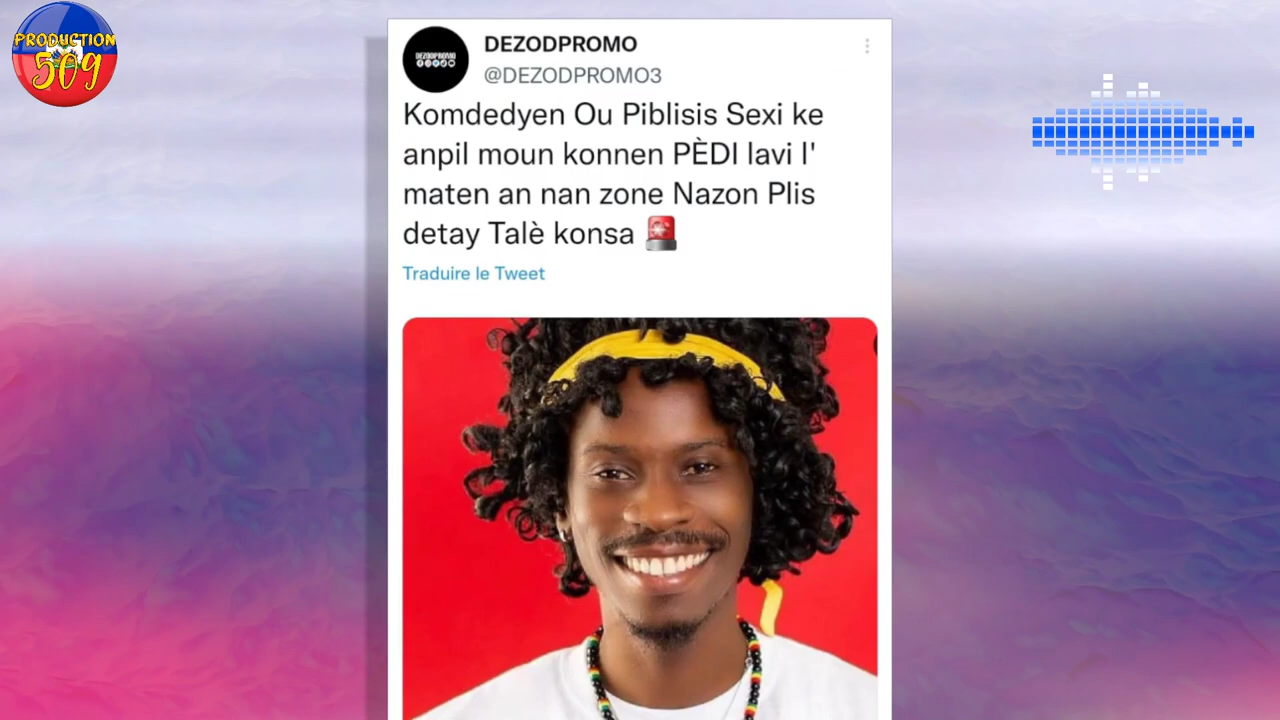 PRODUCTION
509
DEZODPROMO
@DEZODPROMO3
Komdedyen Ou Piblisis Sexi ke
anpil moun konnen PÈDI lavi l'
maten an nan zone Nazon Plis
detay Talè konsa 🚨
Traduire le Tweet